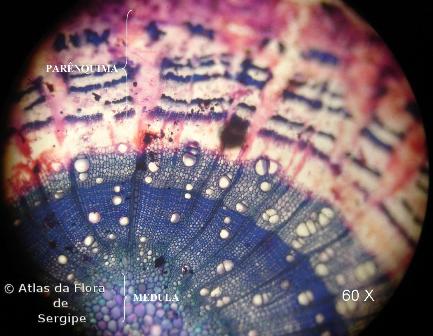 PARÊNQUIMA
© Atlas da Flora
de
Sergipe
MEDULA
60 X